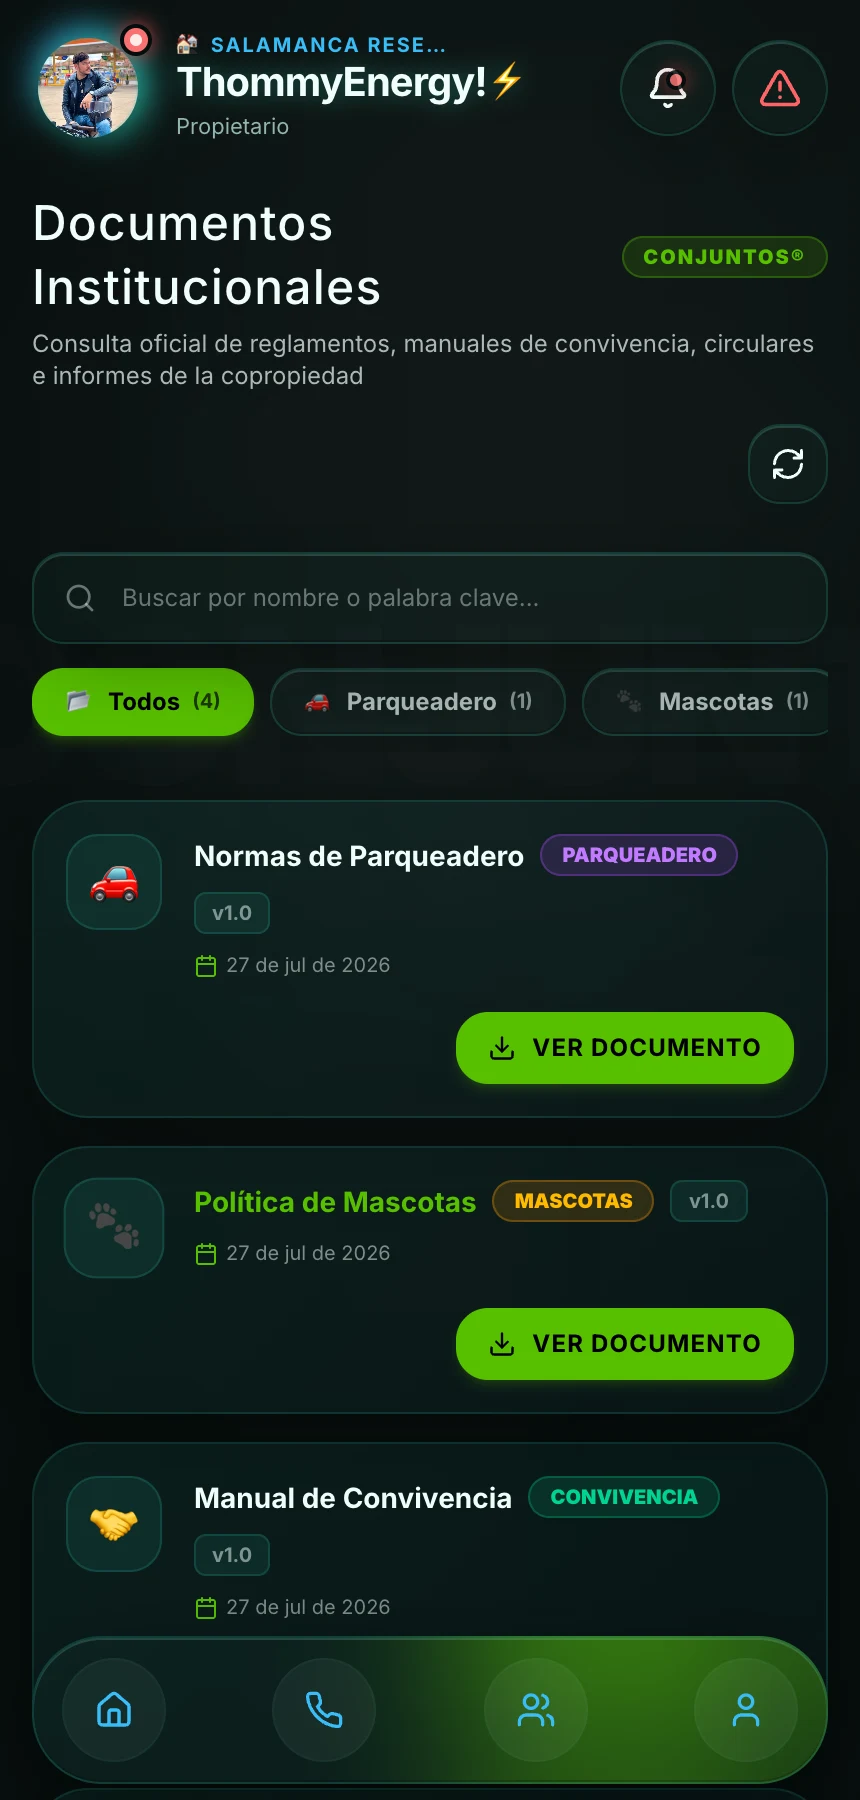 SALAMANCA RESE...
ThommyEnergy!⚡
Propietario
Documentos
Institucionales
CONJUNTOS®
Consulta oficial de reglamentos, manuales de convivencia, circulares
e informes de la copropiedad
Buscar por nombre o palabra clave...
Todos (4)
Parqueadero (1)
Mascotas (1)
Normas de Parqueadero
PARQUEADERO
v1.0
27 de jul de 2026
VER DOCUMENTO
Política de Mascotas
MASCOTAS
v1.0
27 de jul de 2026
VER DOCUMENTO
Manual de Convivencia
CONVIVENCIA
v1.0
27 de jul de 2026